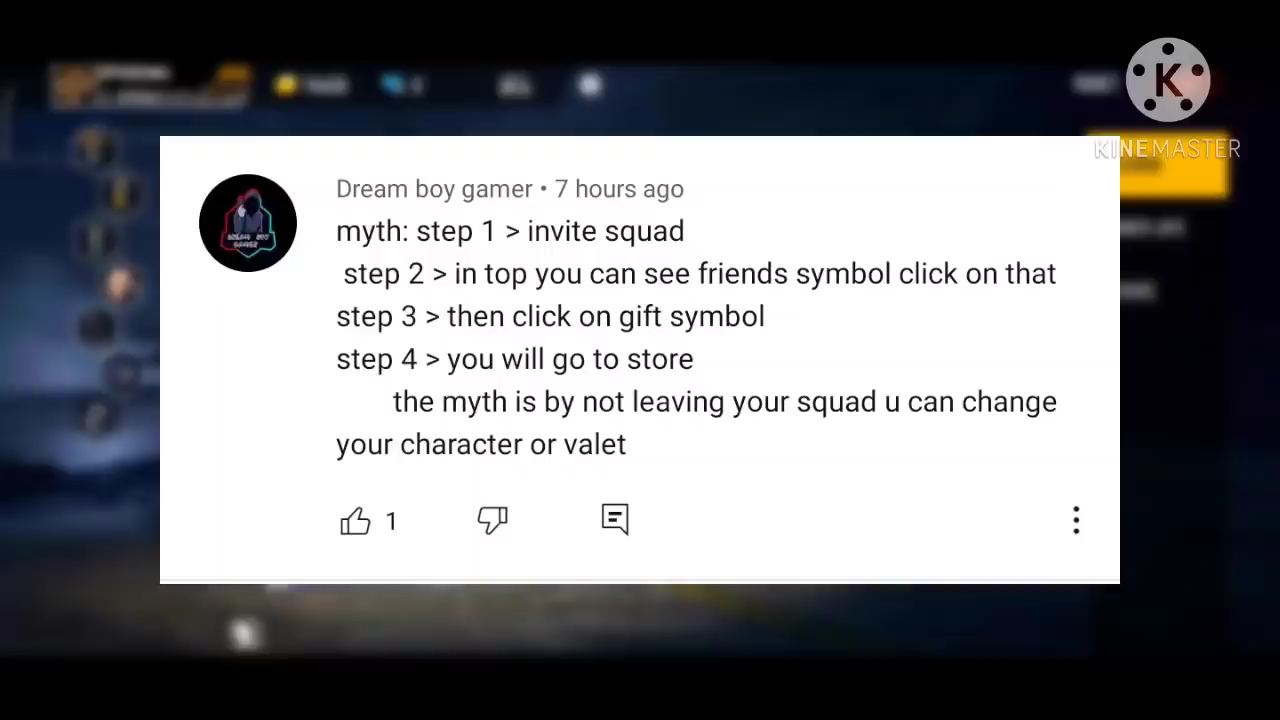 KINEMASTER
Dream boy gamer • 7 hours ago
myth: step 1 > invite squad
step 2 > in top you can see friends symbol click on that
step 3 > then click on gift symbol
step 4 > you will go to store
the myth is by not leaving your squad u can change
your character or valet
1